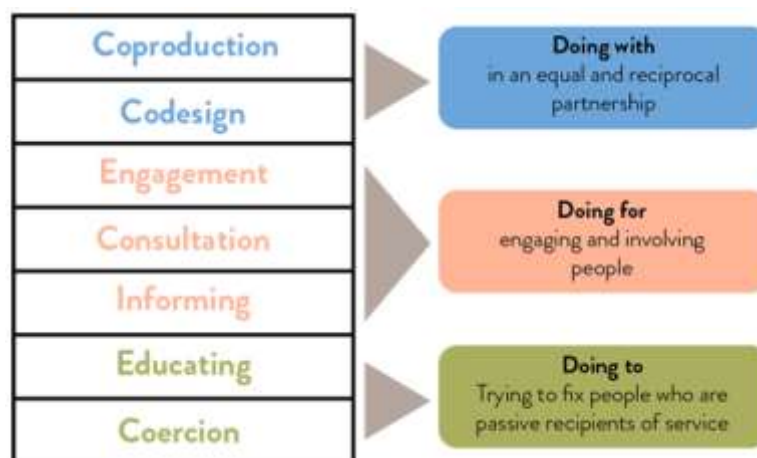 Coproduction
Codesign
Engagement
Consultation
Informing
Educating
Coercion
Doing with
in an equal and reciprocal
partnership
Doing for
engaging and involving
people
Doing to
Trying to fix people who are
passive recipients of service